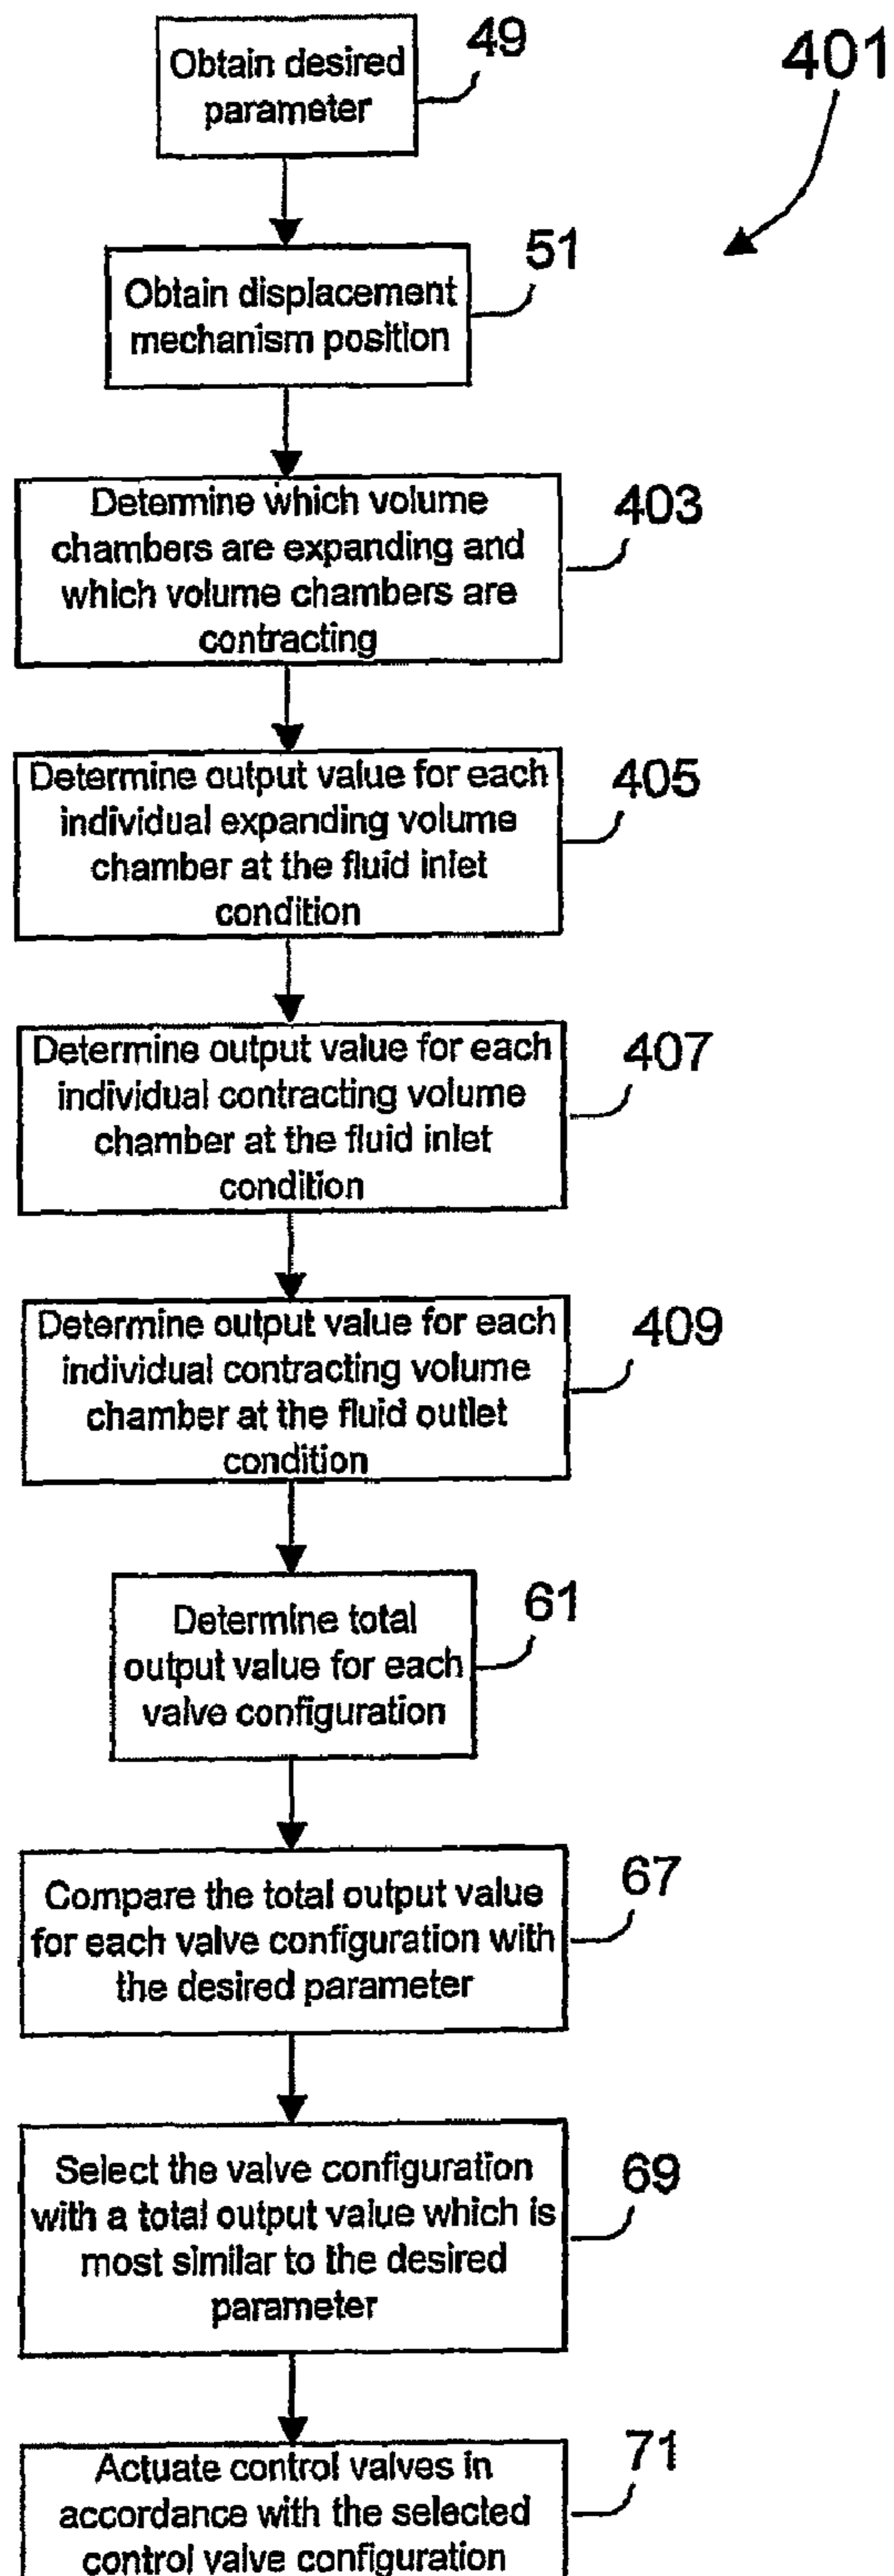 401
Obtain desired
parameter
49
Obtain displacement
mechanism position
51
Determine which volume
chambers are expanding and
which volume chambers are
contracting
403
Determine output value for each
individual expanding volume
chamber at the fluid inlet
condition
405
Determine output value for each
individual contracting volume
chamber at the fluid inlet
condition
407
Determine output value for each
individual contracting volume
chamber at the fluid outlet
condition
409
Determine total
output value for each
valve configuration
61
Compare the total output value
for each valve configuration with
the desired parameter
67
Select the valve configuration
with a total output value which is
most similar to the desired
parameter
69
Actuate control valves in
accordance with the selected
control valve configuration
71